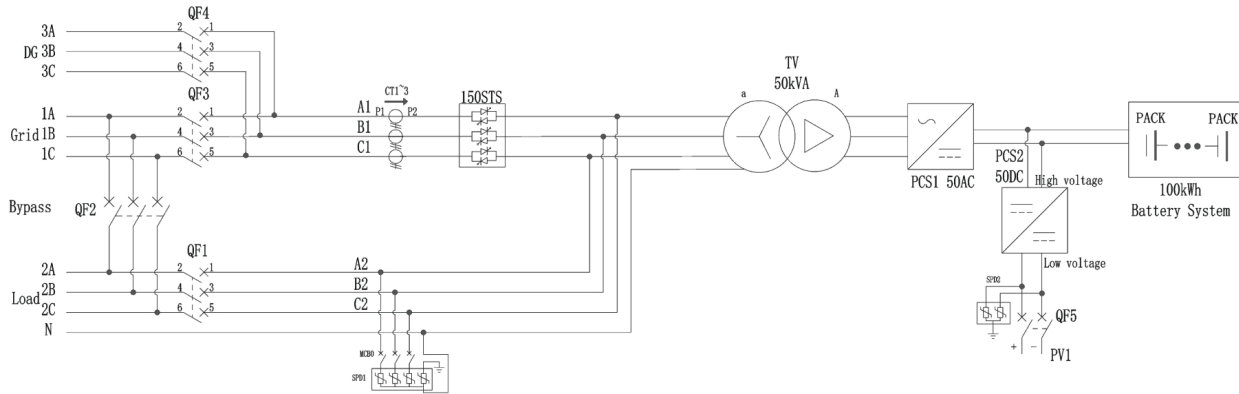 QF4
3A 2 1
DG 3B 4 3
3C 6 5
QF3
1A 2 1
Grid 1B 4 3
1C 6 5
CT1~3
P1 P2
A1
B1
C1
150STS
TV
50kVA
a A
PCS1 50AC
PCS2
50DC
High voltage
Low voltage
PACK PACK
100kWh
Battery System
Bypass QF2
QF1
2A 2 1
2B 4 3
Load
2C 6 5
N
A2
B2
C2
MCB0
SPD1
SPD2
QF5
+ -
PV1